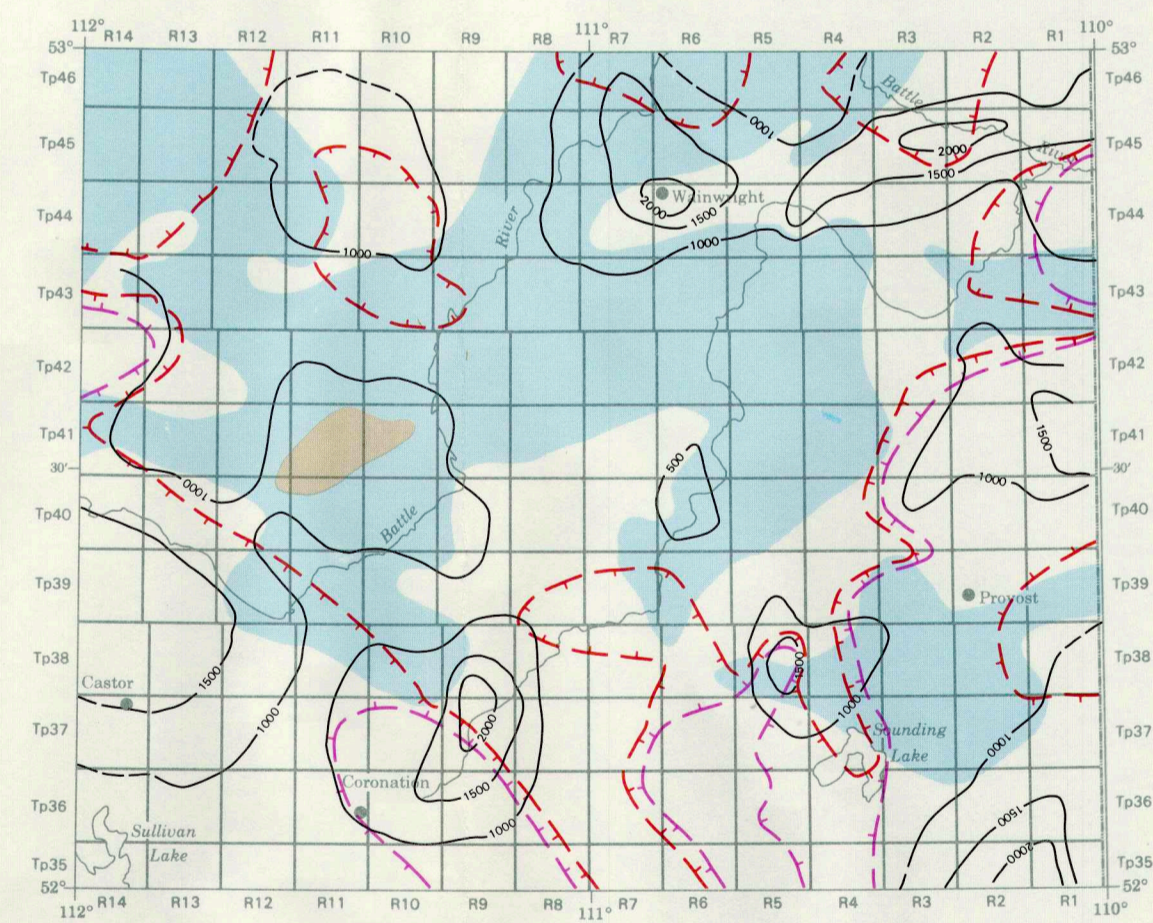 112° 111° 110°
R14 R13 R12 R11 R10 R9 R8 R7 R6 R5 R4 R3 R2 R1
53° 53°
Tp46 Tp46
Battle
1000
Tp45 2000 River Tp45
1500
Wainwright
2000 1500
Tp44 River Tp44
1000 1000
Tp43 Tp43
Tp42 Tp42
Tp41 1500 Tp41
30' 500 30'
1000 1000
Tp40 Battle Tp40
Tp39 Provost Tp39
Tp38 1500 Tp38
1500
Castor
1000 1000
Tp37 2000 Sounding Tp37
1000
Lake
Coronation
1500
Tp36 Tp36
1500
Sullivan 1000
Lake
2000
Tp35 Tp35
52° 52°
R14 R13 R12 R11 R10 R9 R8 R7 R6 R5 R4 R3 R2 R1
112° 111° 110°